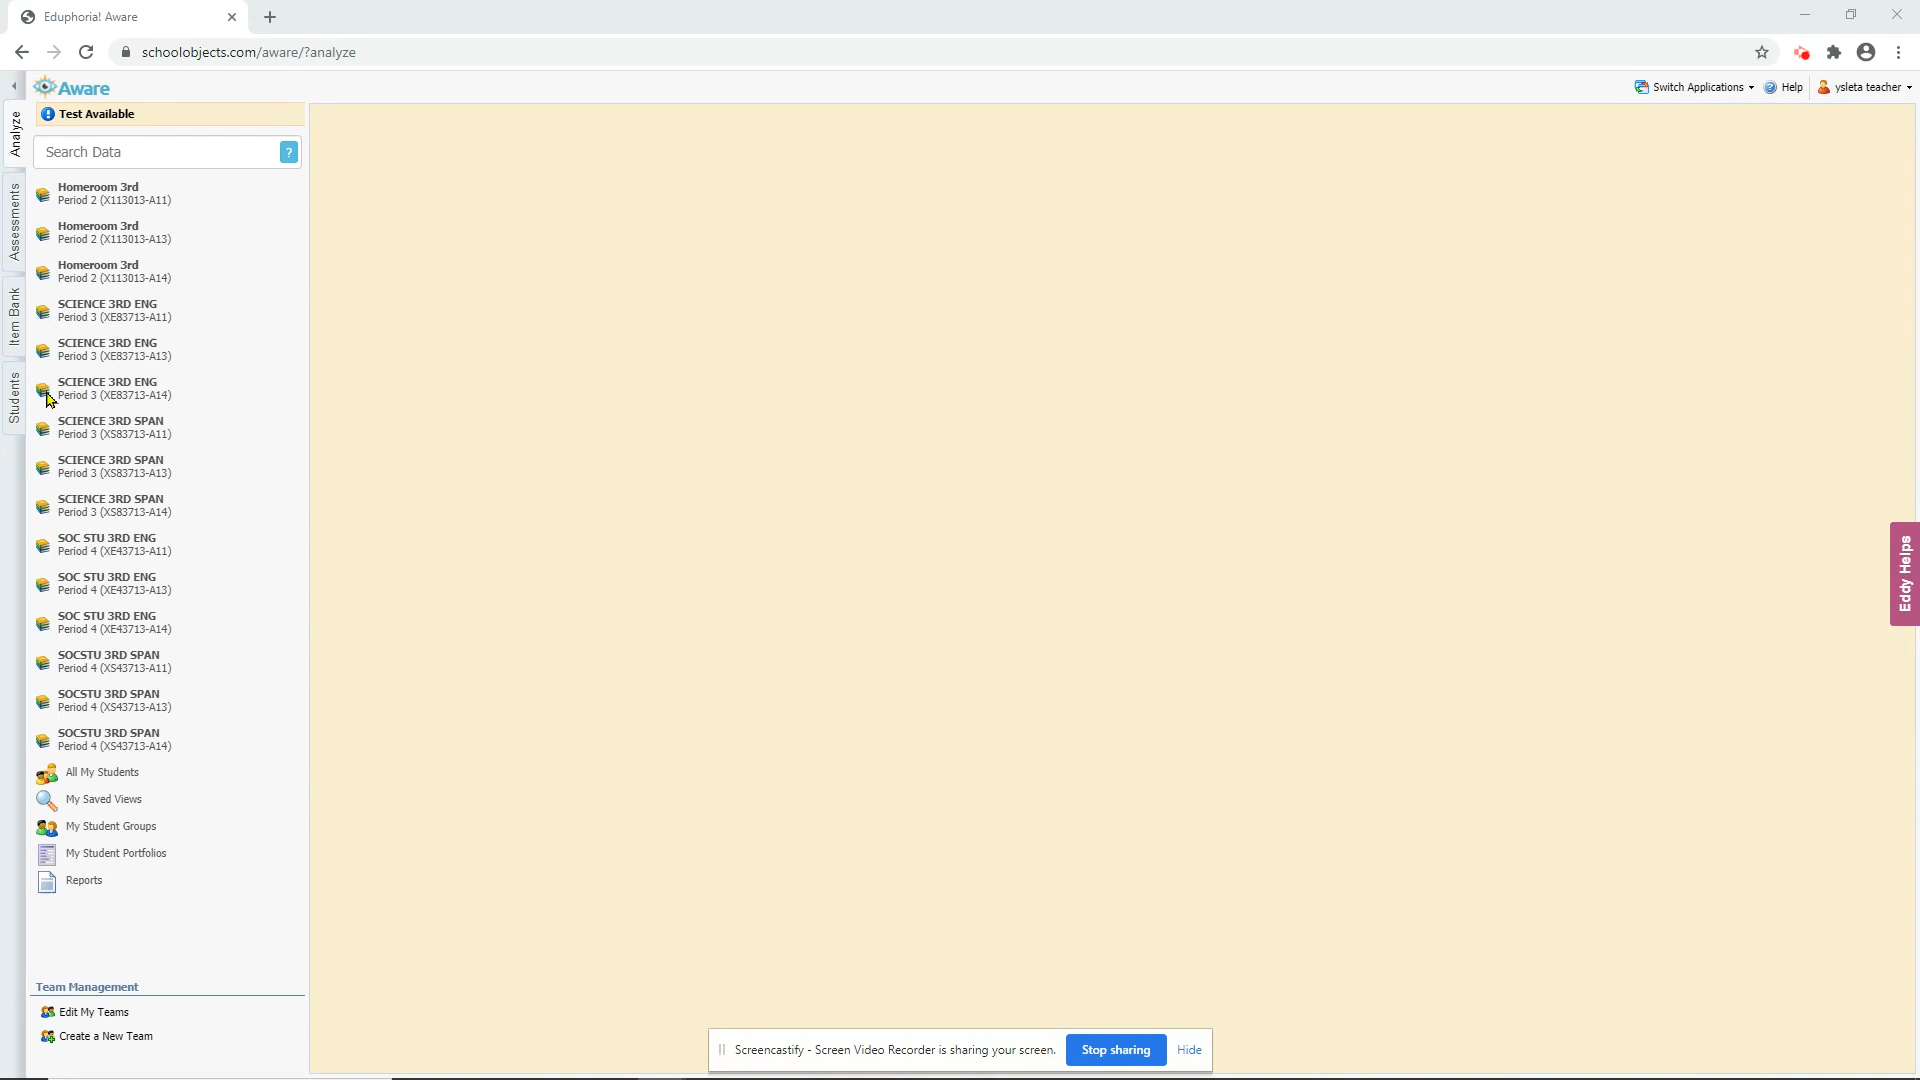 Eduphoria! Aware
schoolobjects.com/aware/?analyze
Aware
Switch Applications
Help
ysleta teacher
Analyze
Assessments
Item Bank
Students
Test Available
Search Data
?
Homeroom 3rd
Period 2 (X113013-A11)
Homeroom 3rd
Period 2 (X113013-A13)
Homeroom 3rd
Period 2 (X113013-A14)
SCIENCE 3RD ENG
Period 3 (XE83713-A11)
SCIENCE 3RD ENG
Period 3 (XE83713-A13)
SCIENCE 3RD ENG
Period 3 (XE83713-A14)
SCIENCE 3RD SPAN
Period 3 (XS83713-A11)
SCIENCE 3RD SPAN
Period 3 (XS83713-A13)
SCIENCE 3RD SPAN
Period 3 (XS83713-A14)
SOC STU 3RD ENG
Period 4 (XE43713-A11)
SOC STU 3RD ENG
Period 4 (XE43713-A13)
SOC STU 3RD ENG
Period 4 (XE43713-A14)
SOCSTU 3RD SPAN
Period 4 (XS43713-A11)
SOCSTU 3RD SPAN
Period 4 (XS43713-A13)
SOCSTU 3RD SPAN
Period 4 (XS43713-A14)
All My Students
My Saved Views
My Student Groups
My Student Portfolios
Reports
Team Management
Edit My Teams
Create a New Team
Eddy Helps
Screencastify - Screen Video Recorder is sharing your screen.
Stop sharing
Hide